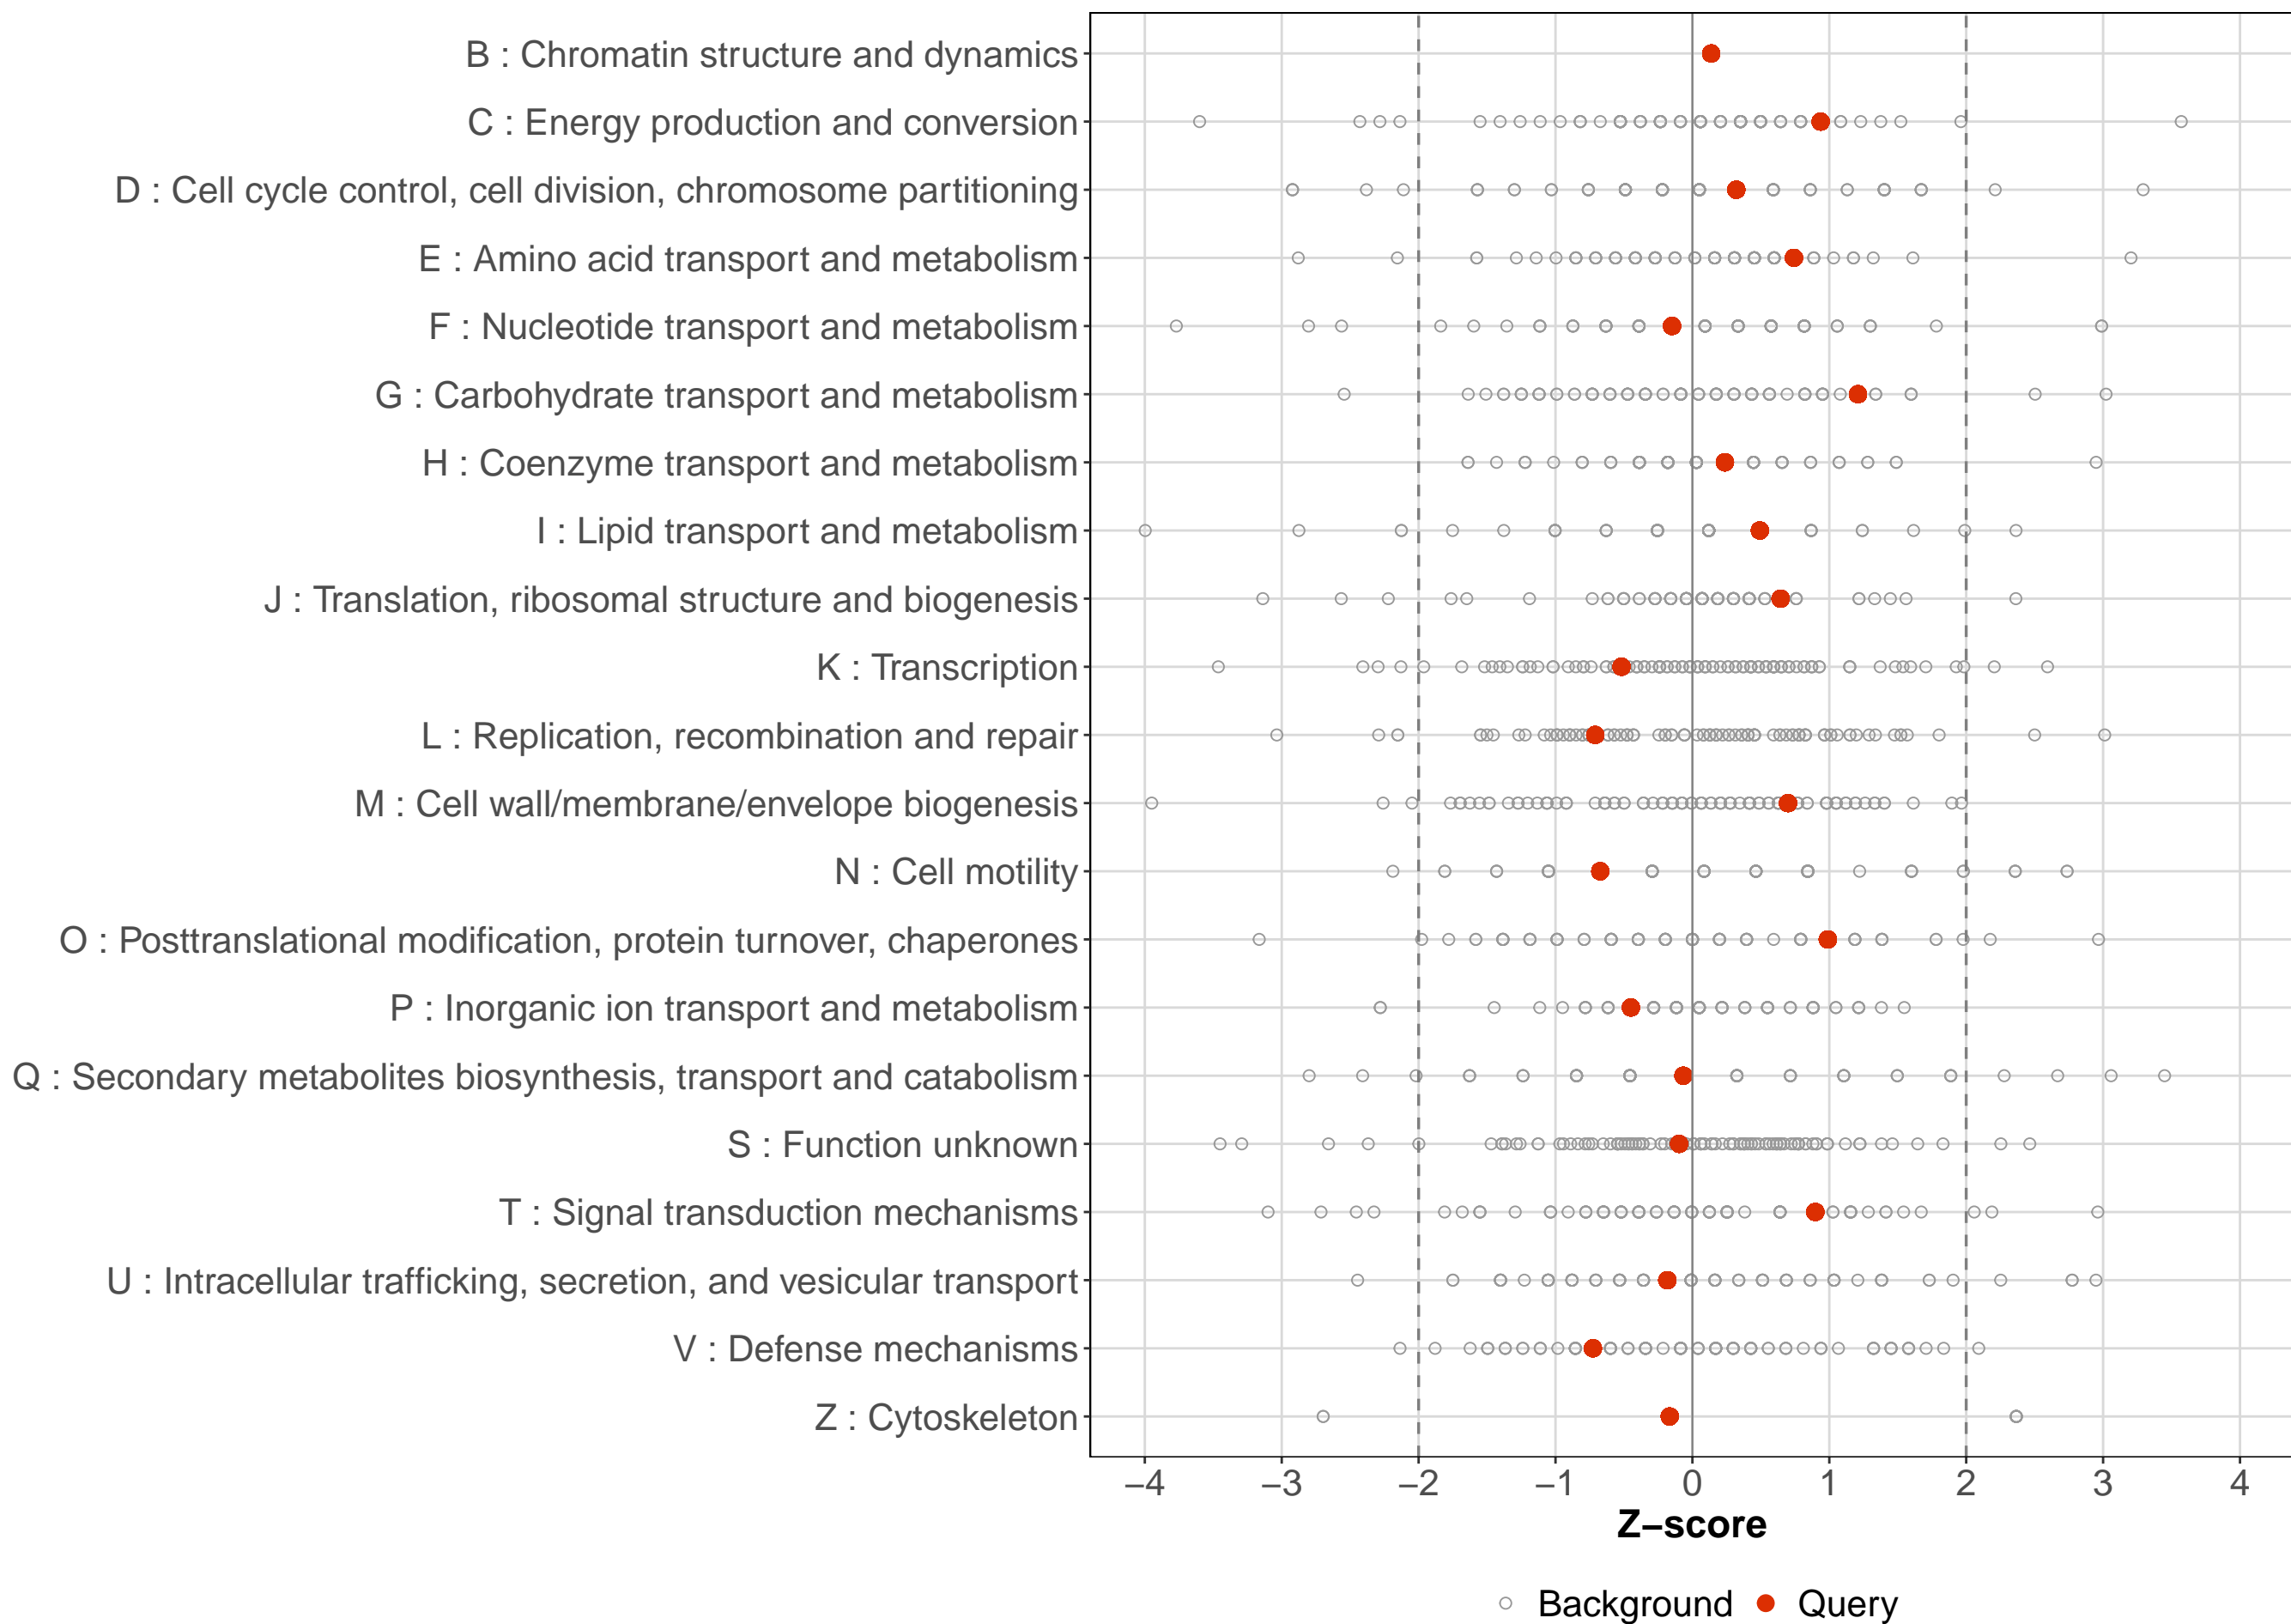 B : Chromatin structure and dynamics
C : Energy production and conversion
D : Cell cycle control, cell division, chromosome partitioning
E : Amino acid transport and metabolism
F : Nucleotide transport and metabolism
G : Carbohydrate transport and metabolism
H : Coenzyme transport and metabolism
I : Lipid transport and metabolism
J : Translation, ribosomal structure and biogenesis
K : Transcription
L : Replication, recombination and repair
M : Cell wall/membrane/envelope biogenesis
N : Cell motility
O : Posttranslational modification, protein turnover, chaperones
P : Inorganic ion transport and metabolism
Q : Secondary metabolites biosynthesis, transport and catabolism
S : Function unknown
T : Signal transduction mechanisms
U : Intracellular trafficking, secretion, and vesicular transport
V : Defense mechanisms
Z : Cytoskeleton
−4 −3 −2 −1 0 1 2 3 4
Z−score
Background Query